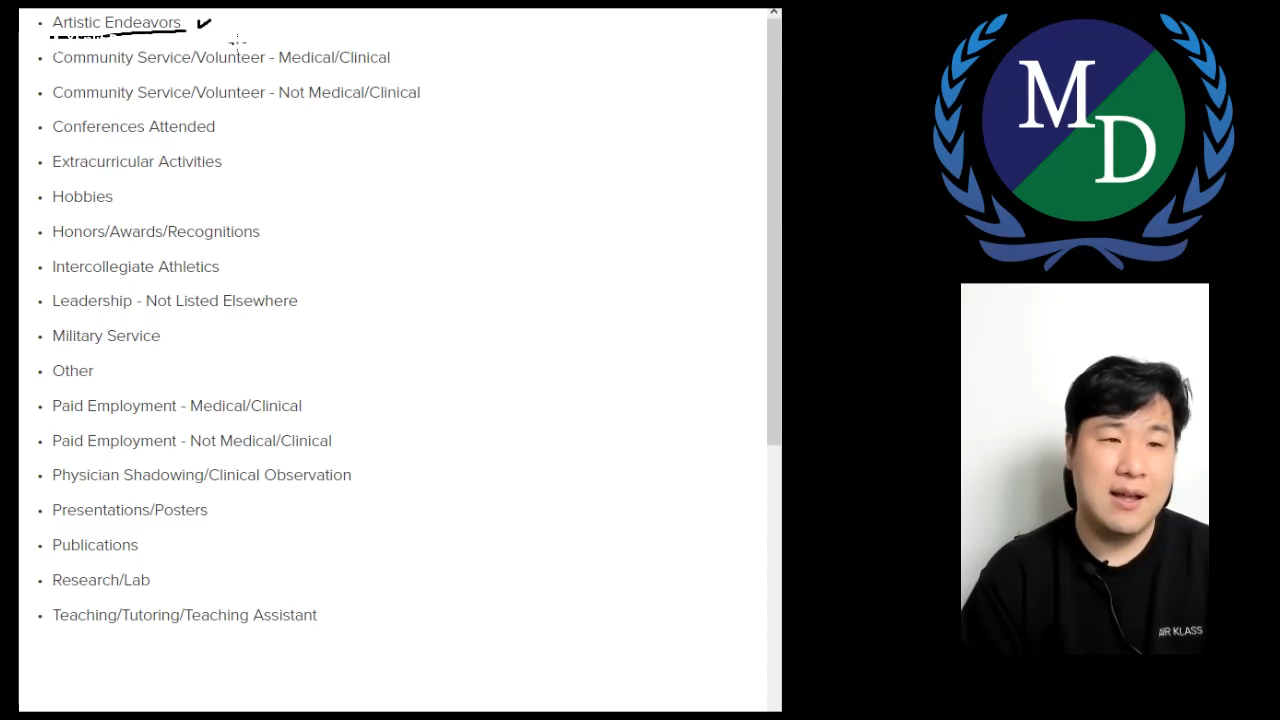 Artistic Endeavors
Community Service/Volunteer - Medical/Clinical
Community Service/Volunteer - Not Medical/Clinical
Conferences Attended
Extracurricular Activities
Hobbies
Honors/Awards/Recognitions
Intercollegiate Athletics
Leadership - Not Listed Elsewhere
Military Service
Other
Paid Employment - Medical/Clinical
Paid Employment - Not Medical/Clinical
Physician Shadowing/Clinical Observation
Presentations/Posters
Publications
Research/Lab
Teaching/Tutoring/Teaching Assistant
MD
AIR KLASS